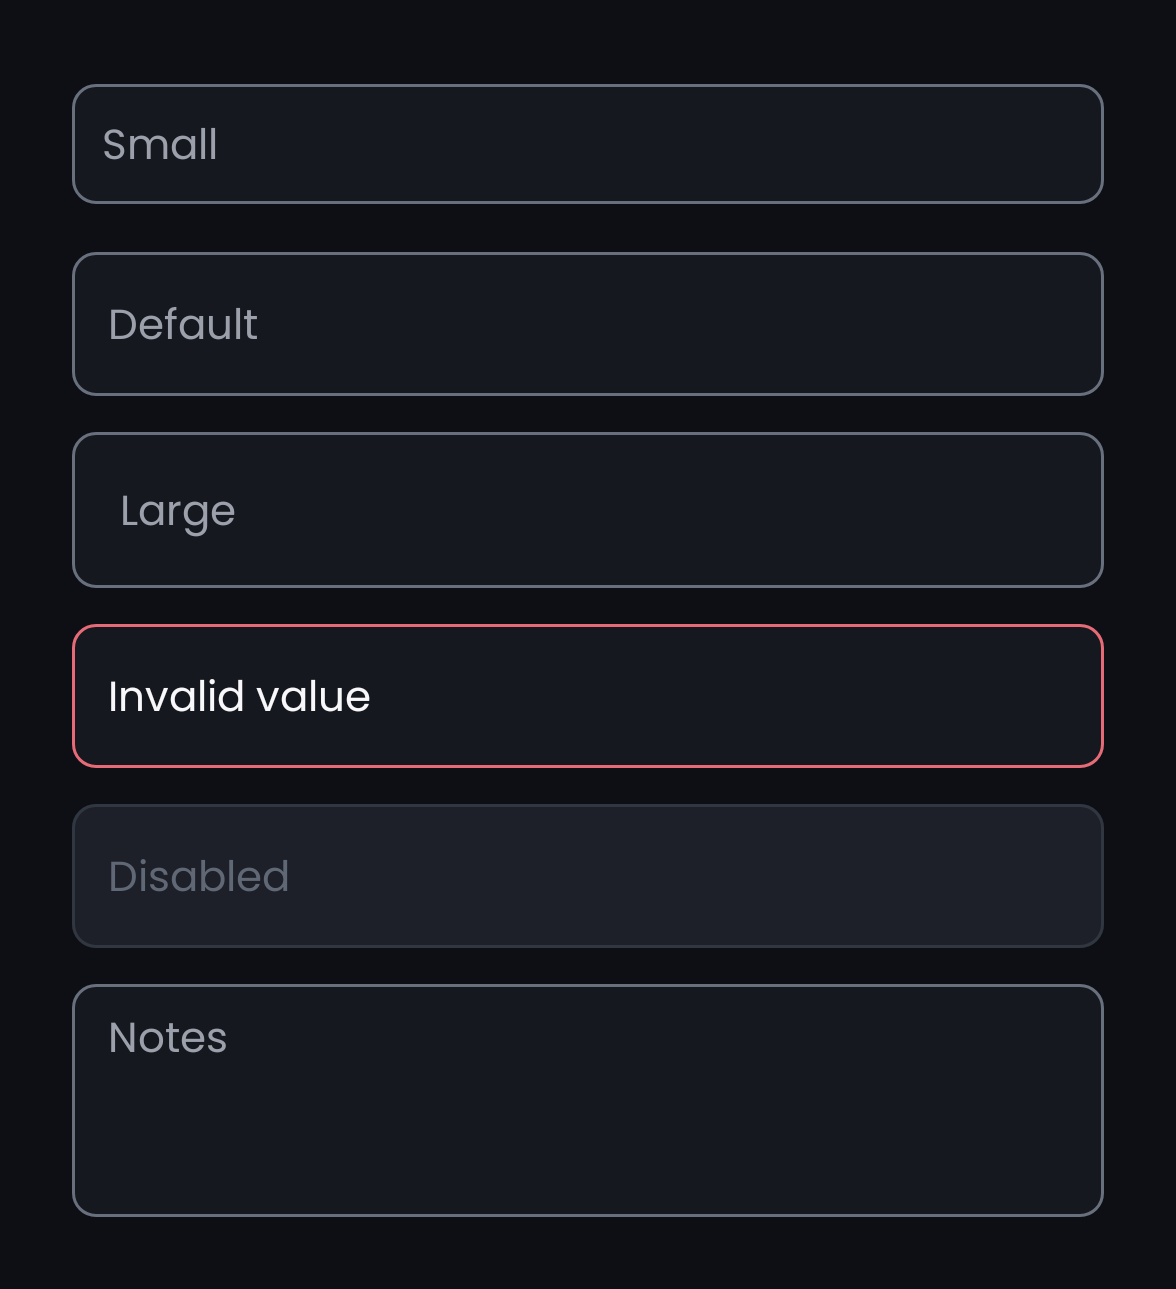 Small
Default
Large
Invalid value
Disabled
Notes